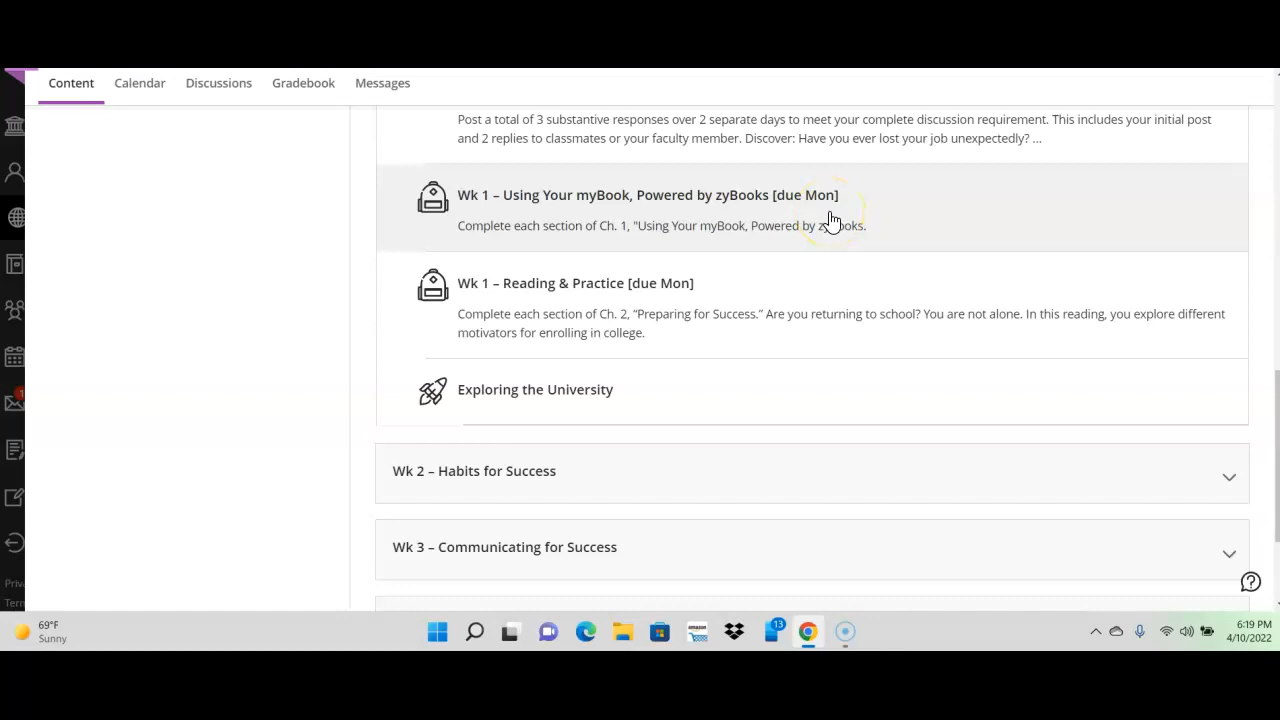 Content Calendar Discussions Gradebook Messages
Post a total of 3 substantive responses over 2 separate days to meet your complete discussion requirement. This includes your initial post
and 2 replies to classmates or your faculty member. Discover: Have you ever lost your job unexpectedly? ...
Wk 1 – Using Your myBook, Powered by zyBooks [due Mon]
Complete each section of Ch. 1, "Using Your myBook, Powered by zyBooks.
Wk 1 – Reading & Practice [due Mon]
Complete each section of Ch. 2, “Preparing for Success.” Are you returning to school? You are not alone. In this reading, you explore different
motivators for enrolling in college.
Exploring the University
Wk 2 – Habits for Success
Wk 3 – Communicating for Success
1
Priv
Term
69°F
Sunny
amazon
13
6:19 PM
4/10/2022